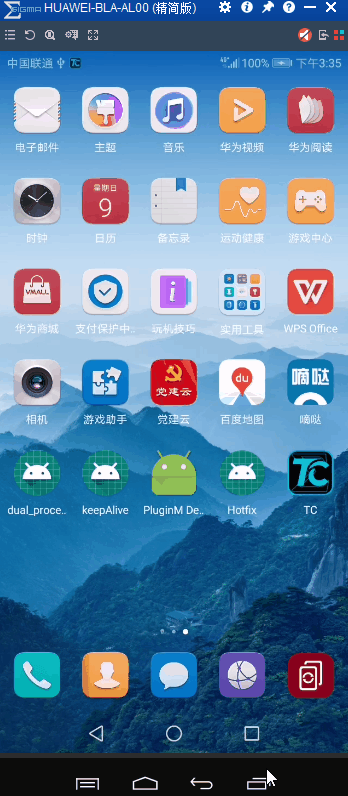 ΣIGMA HUAWEI-BLA-AL00 (精简版)
中国联通 TC 4G 100% 下午3:35
电子邮件 主题 音乐 华为视频 华为阅读
星期日
9
时钟 日历 备忘录 运动健康 游戏中心
VMALL
华为商城 支付保护中.. 玩机技巧 实用工具 WPS Office
党建云 du 嘀哒
相机 游戏助手 党建云 百度地图 嘀哒
TC
dual_proce.. keepAlive PluginM De.. Hotfix TC